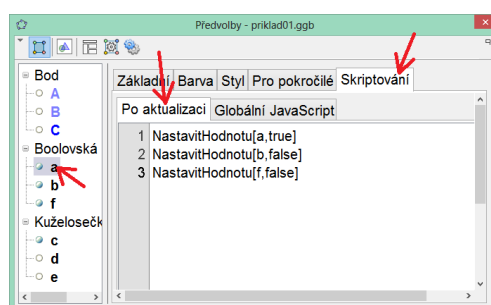 Předvolby - priklad01.ggb
Základní Barva Styl Pro pokročilé Skriptování
Po aktualizaci Globální JavaScript
Bod
A
B
C
Boolovská
a
b
f
Kuželosečk
c
d
e
1 NastavitHodnotu[a,true]
2 NastavitHodnotu[b,false]
3 NastavitHodnotu[f,false]